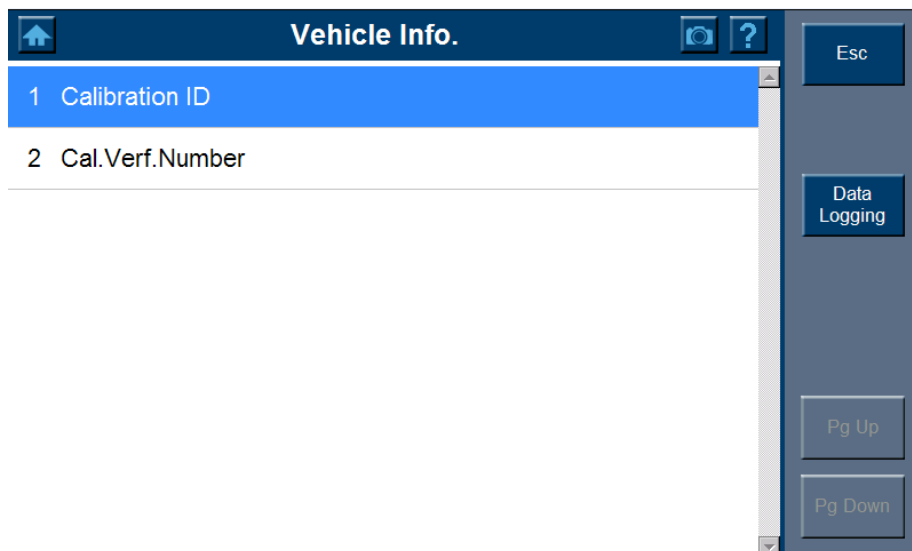 Vehicle Info.
?
1 Calibration ID
2 Cal.Verf.Number
Esc
Data
Logging
Pg Up
Pg Down